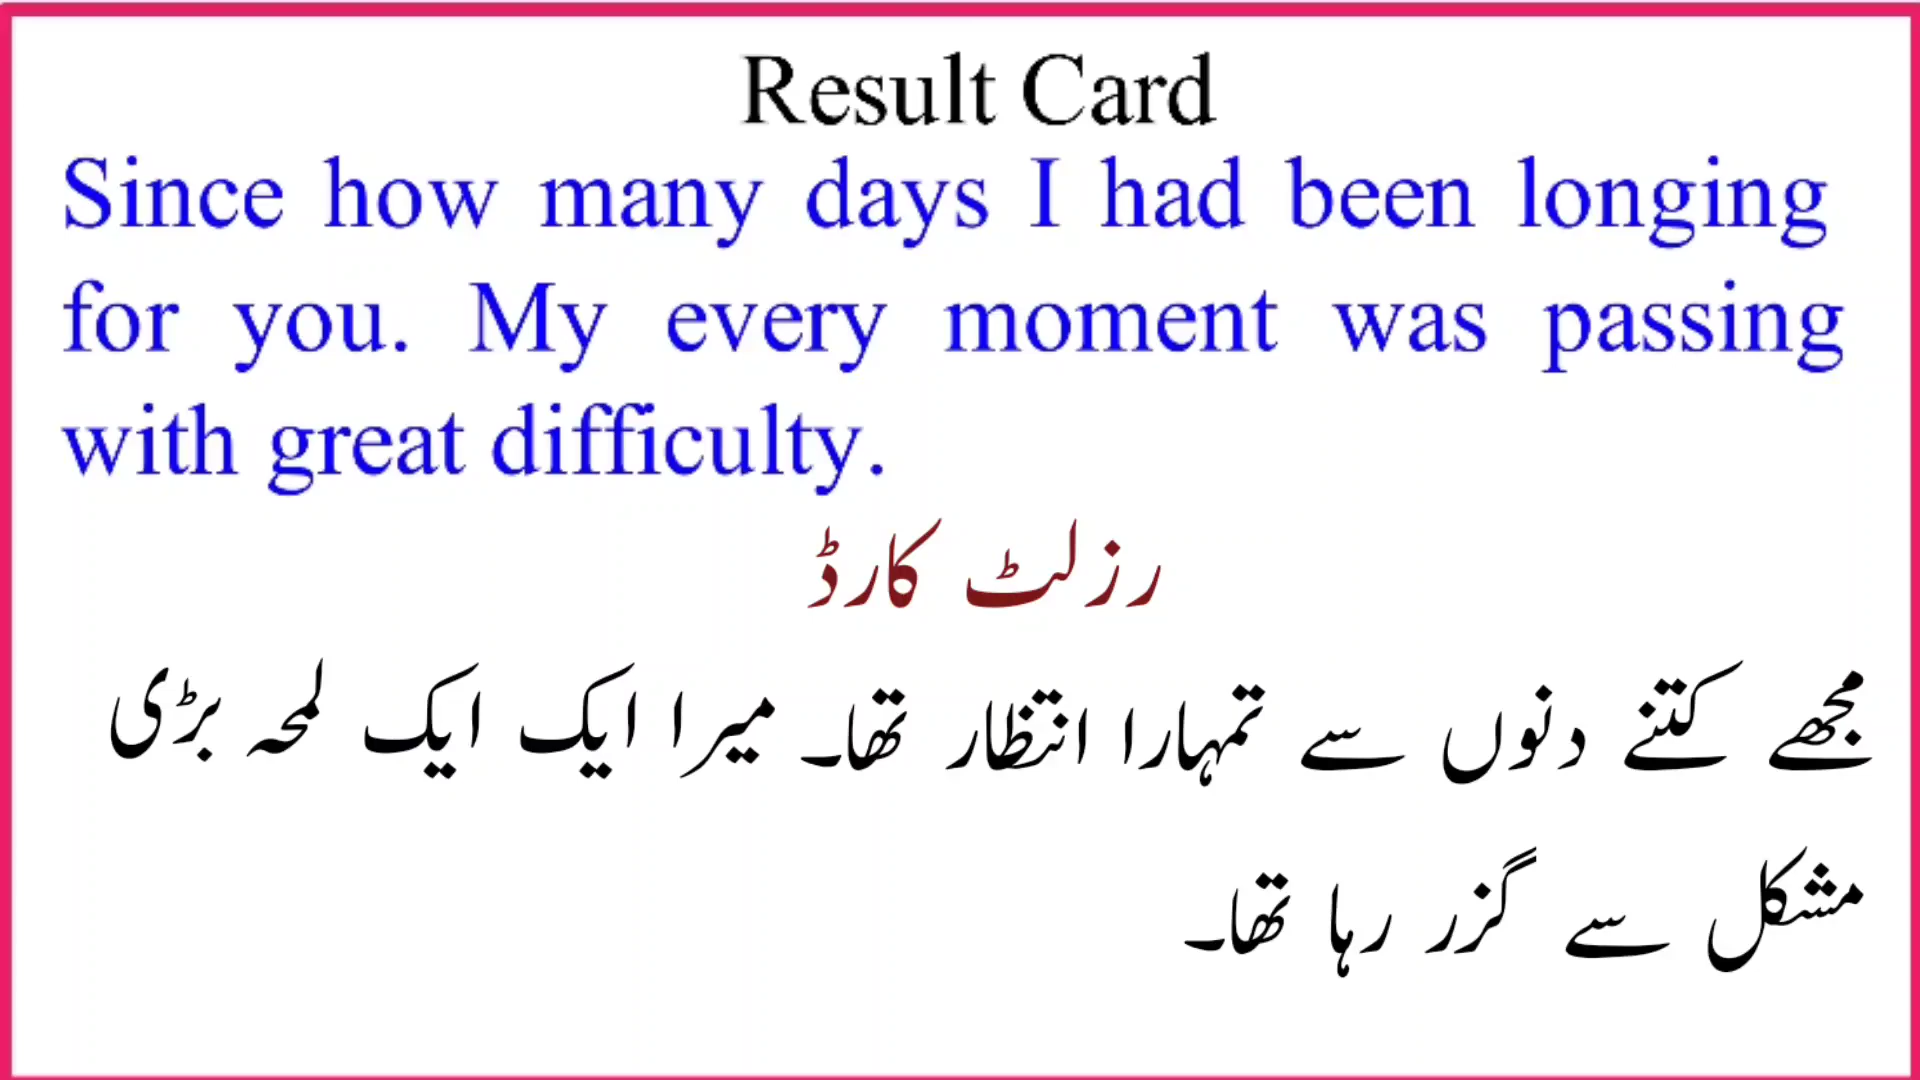 Result Card
Since how many days I had been longing
for you. My every moment was passing
with great difficulty.
رزلٹ کارڈ
مجھے کتنے دنوں سے تمہارا انتظار تھا۔ میرا ایک ایک لمحہ بڑی
مشکل سے گزر رہا تھا۔